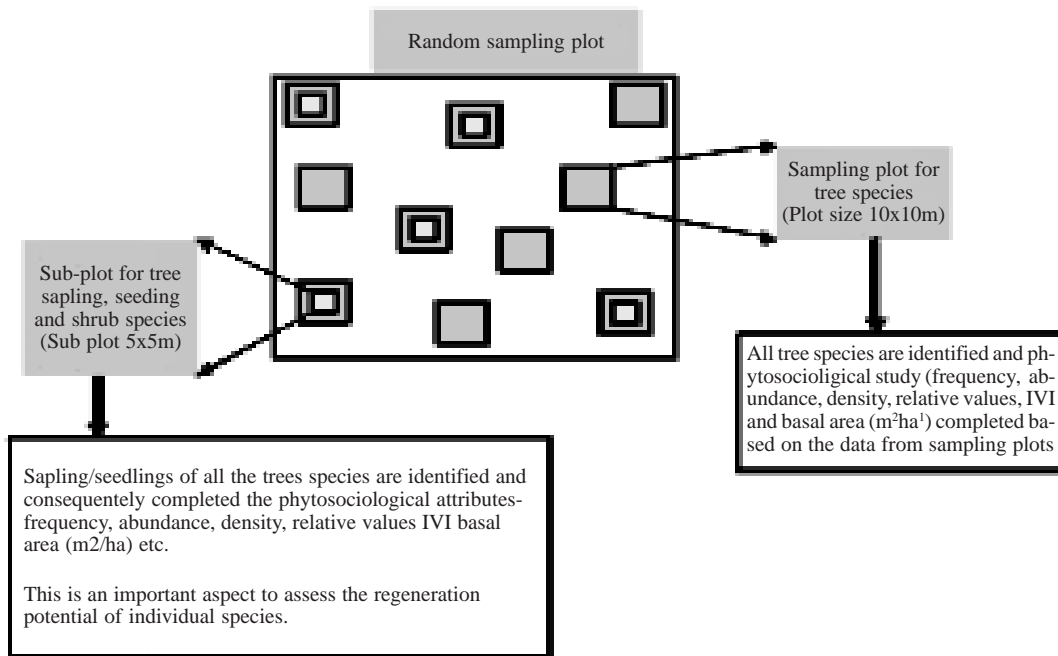 Random sampling plot
Sampling plot for
tree species
(Plot size 10x10m)
Sub-plot for tree
sapling, seeding
and shrub species
(Sub plot 5x5m)
All tree species are identified and ph-
ytosocioligical study (frequency, ab-
undance, density, relative values, IVI
and basal area (m²ha¹) completed ba-
sed on the data from sampling plots
Sapling/seedlings of all the trees species are identified and
consequentely completed the phytosociological attributes-
frequency, abundance, density, relative values IVI basal
area (m2/ha) etc.
This is an important aspect to assess the regeneration
potential of individual species.